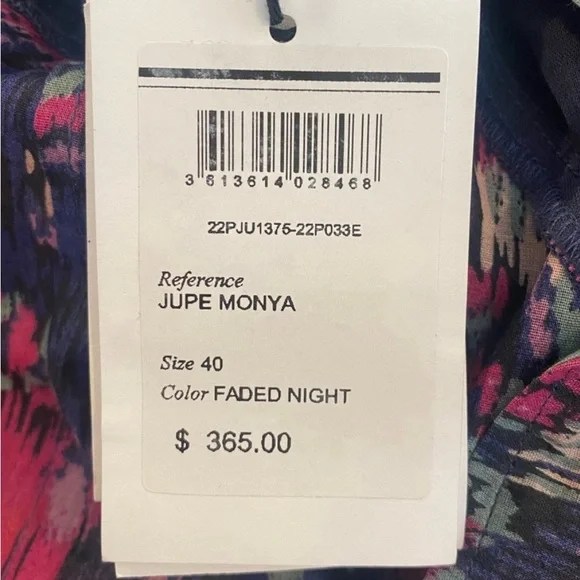 3 613614 028468
22PJU1375-22P033E
Reference
JUPE MONYA
Size 40
Color FADED NIGHT
$ 365.00